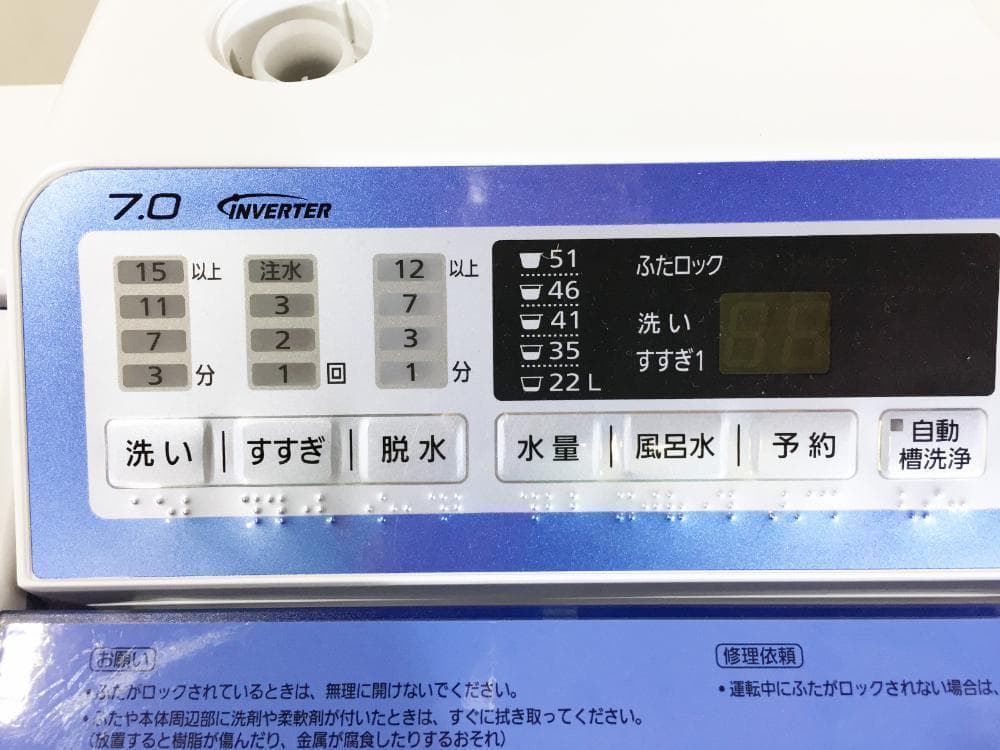 7.0 INVERTER
15 以上
11
7
3 分
注水
3
2
1 回
12 以上
7
3
1 分
51
46
41
35
22 L
ふたロック
洗い
すすぎ1
洗い
すすぎ
脱水
水量
風呂水
予約
自動
槽洗浄
お願い
・ふたがロックされているときは、無理に開けないでください。
・ふたや本体周辺部に洗剤や柔軟剤が付いたときは、すぐに拭き取ってください。
(放置すると樹脂が傷んだり、金属が腐食したりするおそれ)
修理依頼
・運転中にふたがロックされない場合は、